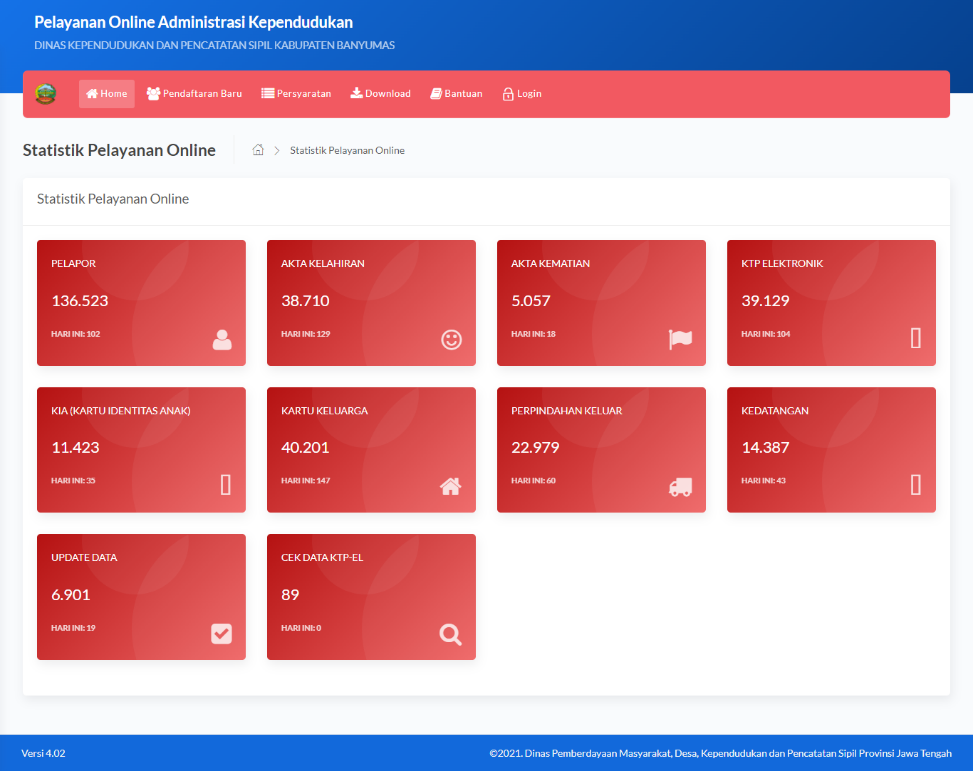 Pelayanan Online Administrasi Kependudukan
DINAS KEPENDUDUKAN DAN PENCATATAN SIPIL KABUPATEN BANYUMAS
Home Pendaftaran Baru Persyaratan Download Bantuan Login
Statistik Pelayanan Online Statistik Pelayanan Online
Statistik Pelayanan Online
PELAPOR
136.523
HARI INI: 102
AKTA KELAHIRAN
38.710
HARI INI: 129
AKTA KEMATIAN
5.057
HARI INI: 18
KTP ELEKTRONIK
39.129
HARI INI: 104
KIA (KARTU IDENTITAS ANAK)
11.423
HARI INI: 35
KARTU KELUARGA
40.201
HARI INI: 147
PERPINDAHAN KELUAR
22.979
HARI INI: 60
KEDATANGAN
14.387
HARI INI: 43
UPDATE DATA
6.901
HARI INI: 19
CEK DATA KTP-EL
89
HARI INI: 0
Versi 4.02
©2021. Dinas Pemberdayaan Masyarakat, Desa, Kependudukan dan Pencatatan Sipil Provinsi Jawa Tengah